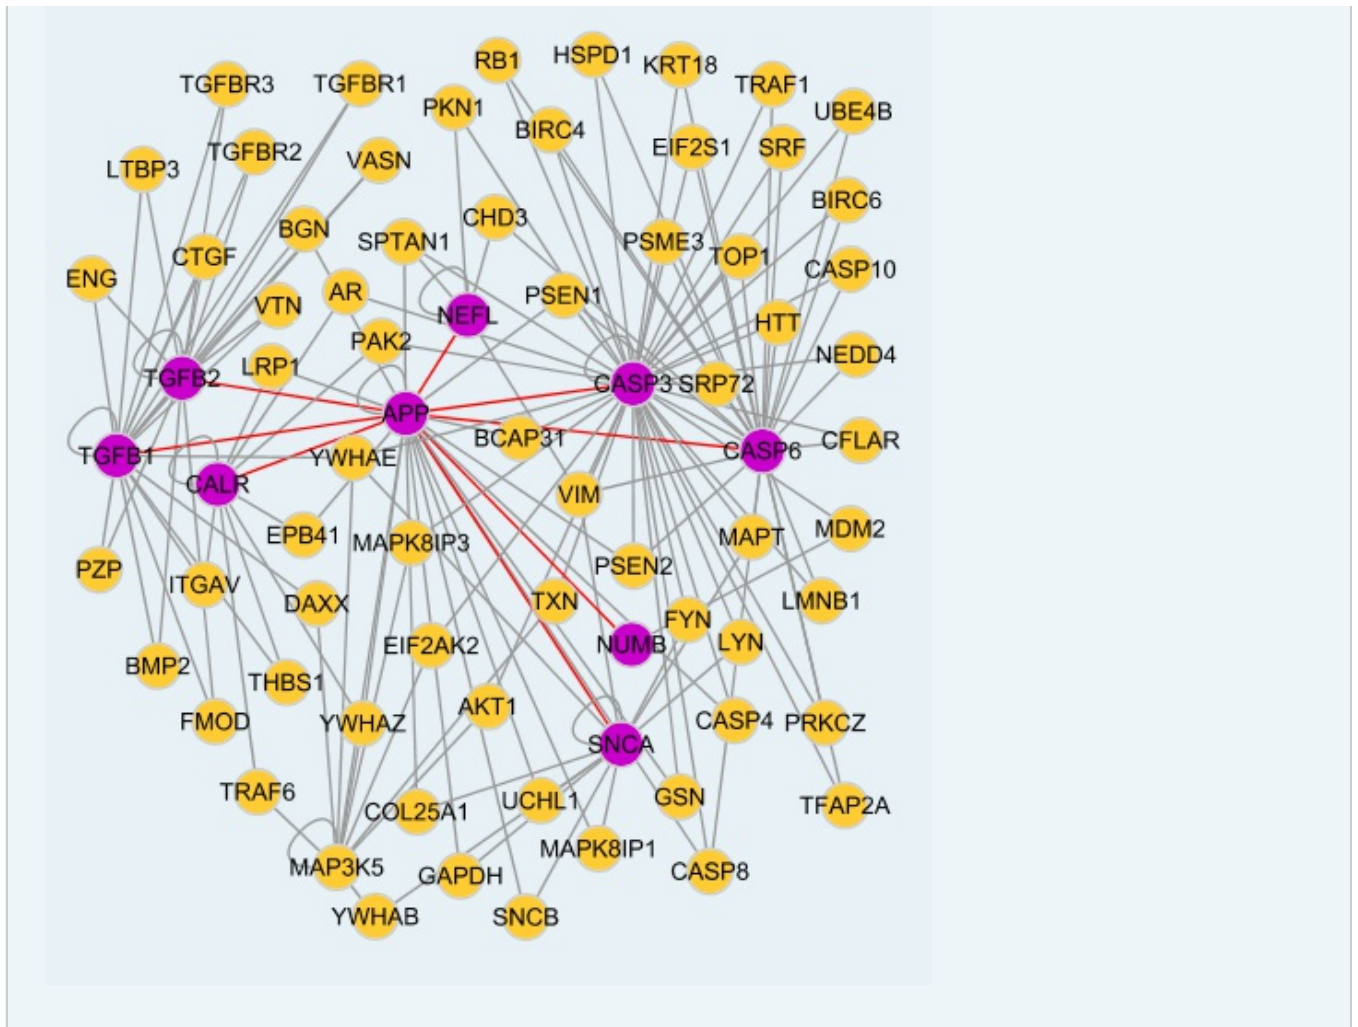 RB1
HSPD1
KRT18
TGFBR3
TGFBR1
TRAF1
PKN1
UBE4B
BIRC4
TGFBR2
VASN
EIF2S1
SRF
LTBP3
BIRC6
CHD3
BGN
SPTAN1
PSME3
TOP1
CTGF
ENG
CASP10
AR
PSEN1
VTN
NEFL
HTT
PAK2
NEDD4
LRP1
TGFB2
CASP3
SRP72
APP
BCAP31
CFLAR
CASP6
TGFB1
YWHAE
CALR
VIM
EPB41
MAPK8IP3
MAPT
MDM2
PSEN2
PZP
ITGAV
DAXX
TXN
LMNB1
FYN
EIF2AK2
NUMB
LYN
BMP2
THBS1
AKT1
FMOD
YWHAZ
CASP4
PRKCZ
SNCA
TRAF6
COL25A1
UCHL1
GSN
TFAP2A
MAPK8IP1
MAP3K5
GAPDH
CASP8
YWHAB
SNCB